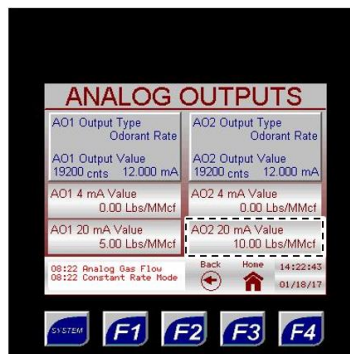 ANALOG OUTPUTS
AO1 Output Type
Odorant Rate
AO1 Output Value
19200 cnts 12.000 mA
AO2 Output Type
Odorant Rate
AO2 Output Value
19200 cnts 12.000 mA
AO1 4 mA Value
0.00 Lbs/MMcf
AO2 4 mA Value
0.00 Lbs/MMcf
AO1 20 mA Value
5.00 Lbs/MMcf
AO2 20 mA Value
10.00 Lbs/MMcf
08:22 Analog Gas Flow
08:22 Constant Rate Mode
Back
Home
14:22:43
01/18/17
SYSTEM F1 F2 F3 F4